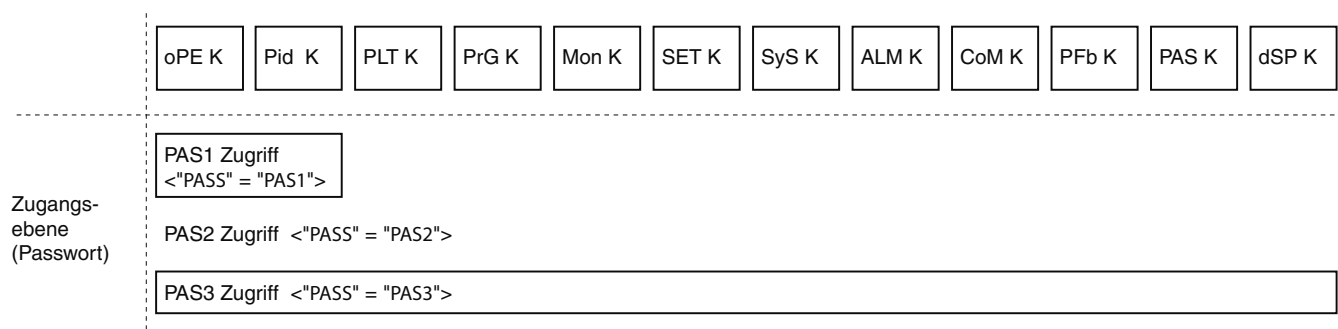 oPE K Pid K PLT K PrG K Mon K SET K SyS K ALM K CoM K PFb K PAS K dSP K
PAS1 Zugriff
<"PASS" = "PAS1">
Zugangs-
ebene
(Passwort)
PAS2 Zugriff <"PASS" = "PAS2">
PAS3 Zugriff <"PASS" = "PAS3">